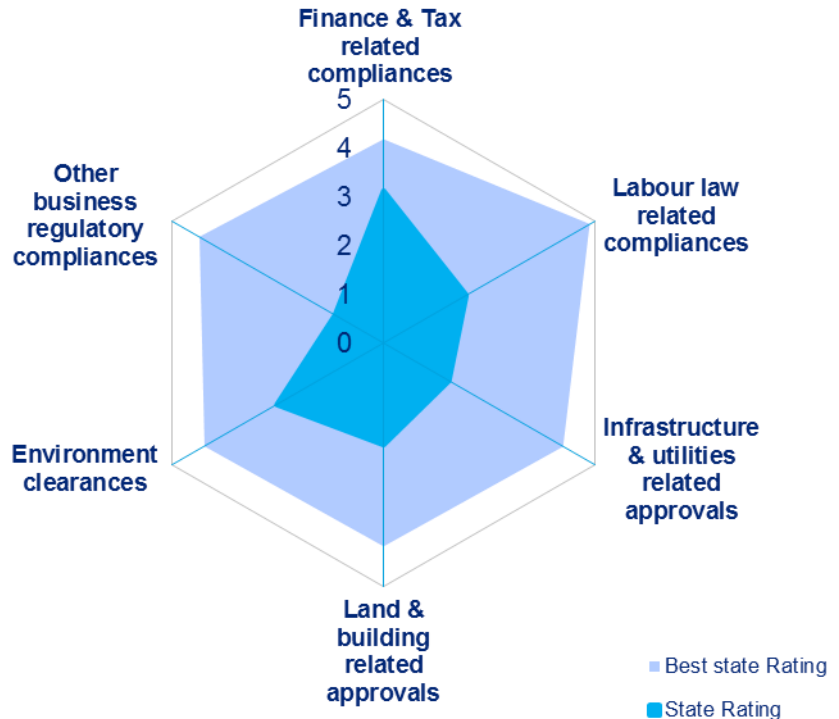 Finance & Tax
related
compliances
5
4
3
2
1
0
Labour law
related
compliances
Infrastructure
& utilities
related
approvals
Land &
building
related
approvals
Environment
clearances
Other
business
regulatory
compliances
Best state Rating
State Rating